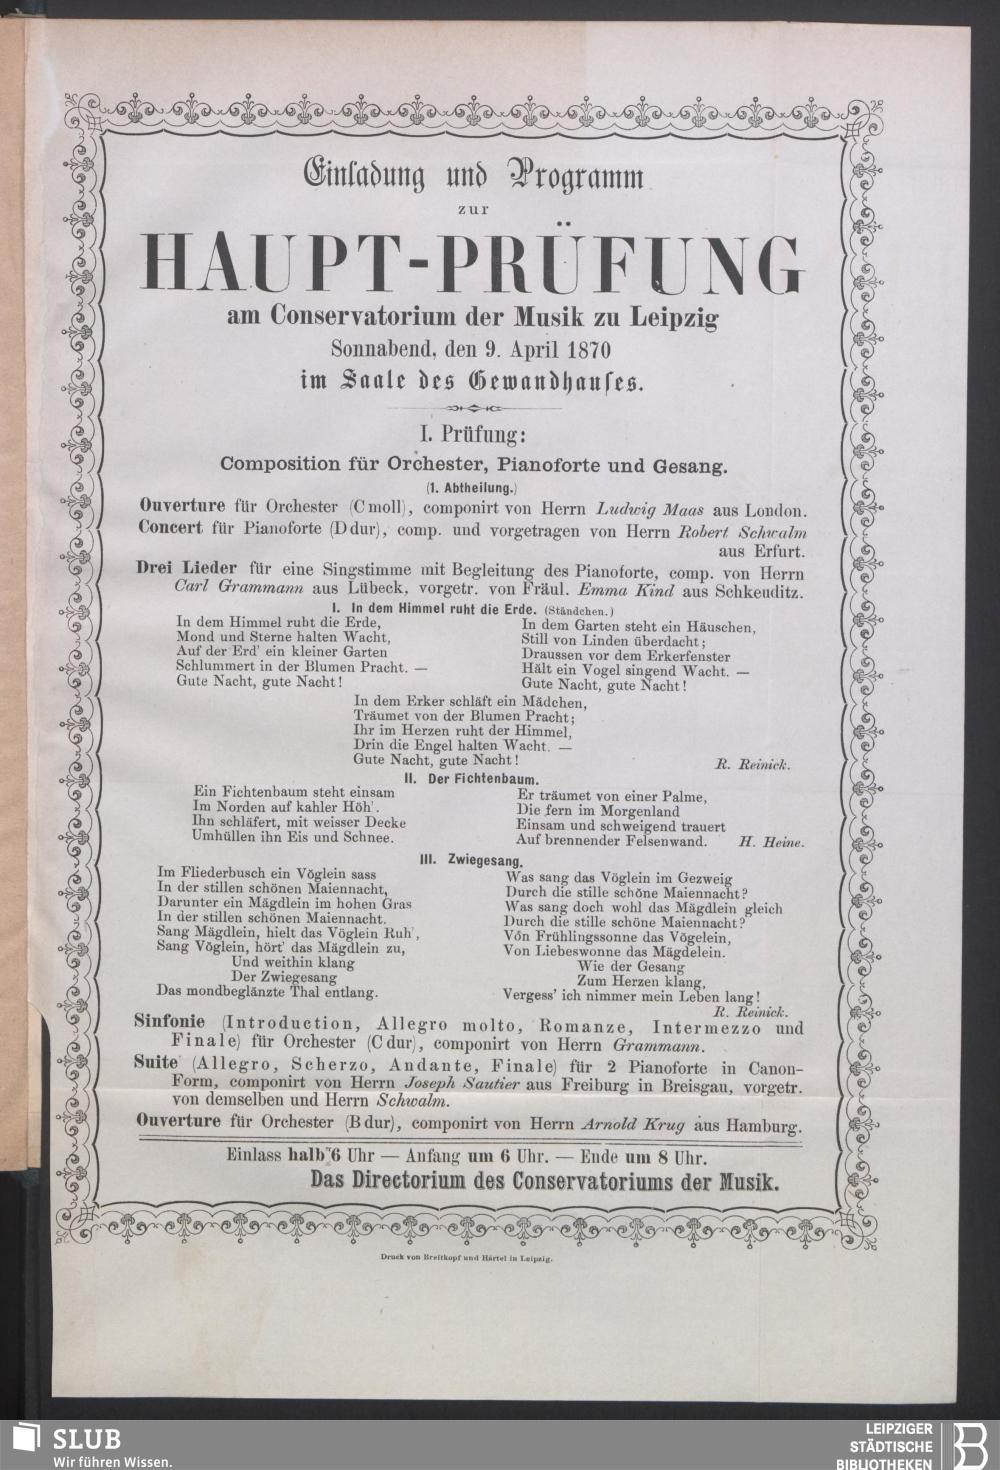 Einladung und Programm
zur
HAUPT-PRÜFUNG
am Conservatorium der Musik zu Leipzig
Sonnabend, den 9. April 1870
im Saale des Gewandhauses.
I. Prüfung:
Composition für Orchester, Pianoforte und Gesang.
(1. Abtheilung.)
Ouverture für Orchester (C moll), componirt von Herrn Ludwig Maas aus London.
Concert für Pianoforte (D dur), comp. und vorgetragen von Herrn Robert Schwalm
aus Erfurt.
Drei Lieder für eine Singstimme mit Begleitung des Pianoforte, comp. von Herrn
Carl Grammann aus Lübeck, vorgetr. von Fräul. Emma Kind aus Schkeuditz.
I. In dem Himmel ruht die Erde. (Ständchen.)
In dem Himmel ruht die Erde,
Mond und Sterne halten Wacht,
Auf der Erd' ein kleiner Garten
Schlummert in der Blumen Pracht. —
Gute Nacht, gute Nacht!
In dem Garten steht ein Häuschen,
Still von Linden überdacht;
Draussen vor dem Erkerfenster
Hält ein Vogel singend Wacht. —
Gute Nacht, gute Nacht!
In dem Erker schläft ein Mädchen,
Träumet von der Blumen Pracht;
Ihr im Herzen ruht der Himmel,
Drin die Engel halten Wacht. —
Gute Nacht, gute Nacht!
R. Reinick.
II. Der Fichtenbaum.
Ein Fichtenbaum steht einsam
Im Norden auf kahler Höh'.
Ihn schläfert, mit weisser Decke
Umhüllen ihn Eis und Schnee.
Er träumet von einer Palme,
Die fern im Morgenland
Einsam und schweigend trauert
Auf brennender Felsenwand. H. Heine.
III. Zwiegesang.
Im Fliederbusch ein Vöglein sass
In der stillen schönen Maiennacht,
Darunter ein Mägdlein im hohen Gras
In der stillen schönen Maiennacht.
Sang Mägdlein, hielt das Vöglein Ruh',
Sang Vöglein, hört' das Mägdlein zu,
Und weithin klang
Der Zwiegesang
Das mondbeglänzte Thal entlang.
Was sang das Vöglein im Gezweig
Durch die stille schöne Maiennacht?
Was sang doch wohl das Mägdlein gleich
Durch die stille schöne Maiennacht?
Von Frühlingssonne das Vögelein,
Von Liebeswonne das Mägdelein.
Wie der Gesang
Zum Herzen klang,
Vergess' ich nimmer mein Leben lang!
R. Reinick.
Sinfonie (Introduction, Allegro molto, Romanze, Intermezzo und
Finale) für Orchester (C dur), componirt von Herrn Grammann.
Suite (Allegro, Scherzo, Andante, Finale) für 2 Pianoforte in Canon-
Form, componirt von Herrn Joseph Sautier aus Freiburg in Breisgau, vorgetr.
von demselben und Herrn Schwalm.
Ouverture für Orchester (B dur), componirt von Herrn Arnold Krug aus Hamburg.
Einlass halb 6 Uhr — Anfang um 6 Uhr. — Ende um 8 Uhr.
Das Directorium des Conservatoriums der Musik.
Druck von Breitkopf und Härtel in Leipzig.
SLUB
Wir führen Wissen.
LEIPZIGER
STÄDTISCHE
BIBLIOTHEKEN